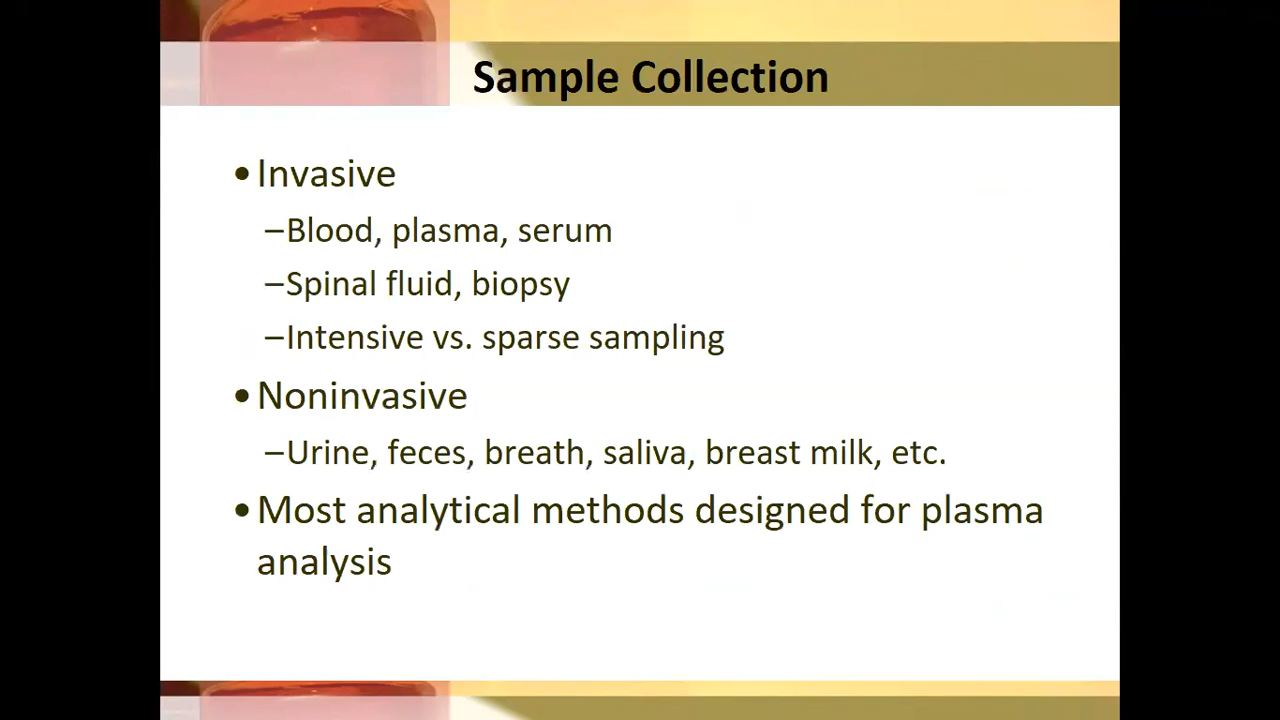 Sample Collection
•Invasive
–Blood, plasma, serum
–Spinal fluid, biopsy
–Intensive vs. sparse sampling
•Noninvasive
–Urine, feces, breath, saliva, breast milk, etc.
•Most analytical methods designed for plasma
analysis